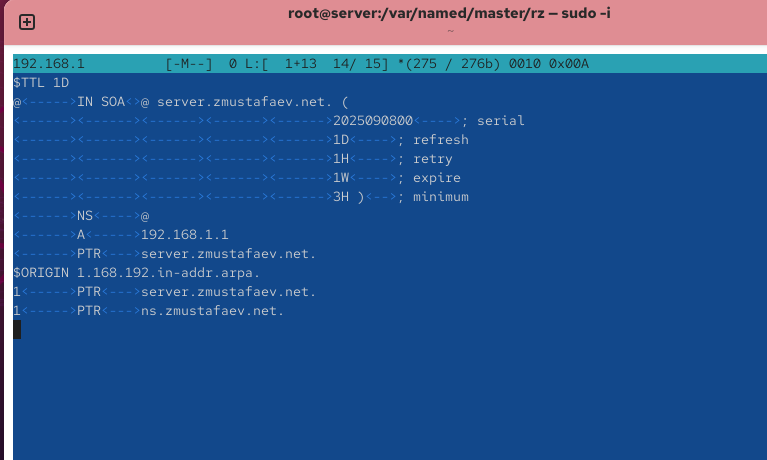 root@server:/var/named/master/rz — sudo -i
~
192.168.1          [-M--]  0 L:[  1+13  14/ 15] *(275 / 276b) 0010 0x00A
$TTL 1D
@<------>IN SOA<>@ server.zmustafaev.net. (
<------><------><------><------><------>2025090800<---->; serial
<------><------><------><------><------>1D<---->; refresh
<------><------><------><------><------>1H<---->; retry
<------><------><------><------><------>1W<---->; expire
<------><------><------><------><------>3H )<-->; minimum
<------>NS<---->@
<------>A<----->192.168.1.1
<------>PTR<--->server.zmustafaev.net.
$ORIGIN 1.168.192.in-addr.arpa.
1<------>PTR<--->server.zmustafaev.net.
1<------>PTR<--->ns.zmustafaev.net.